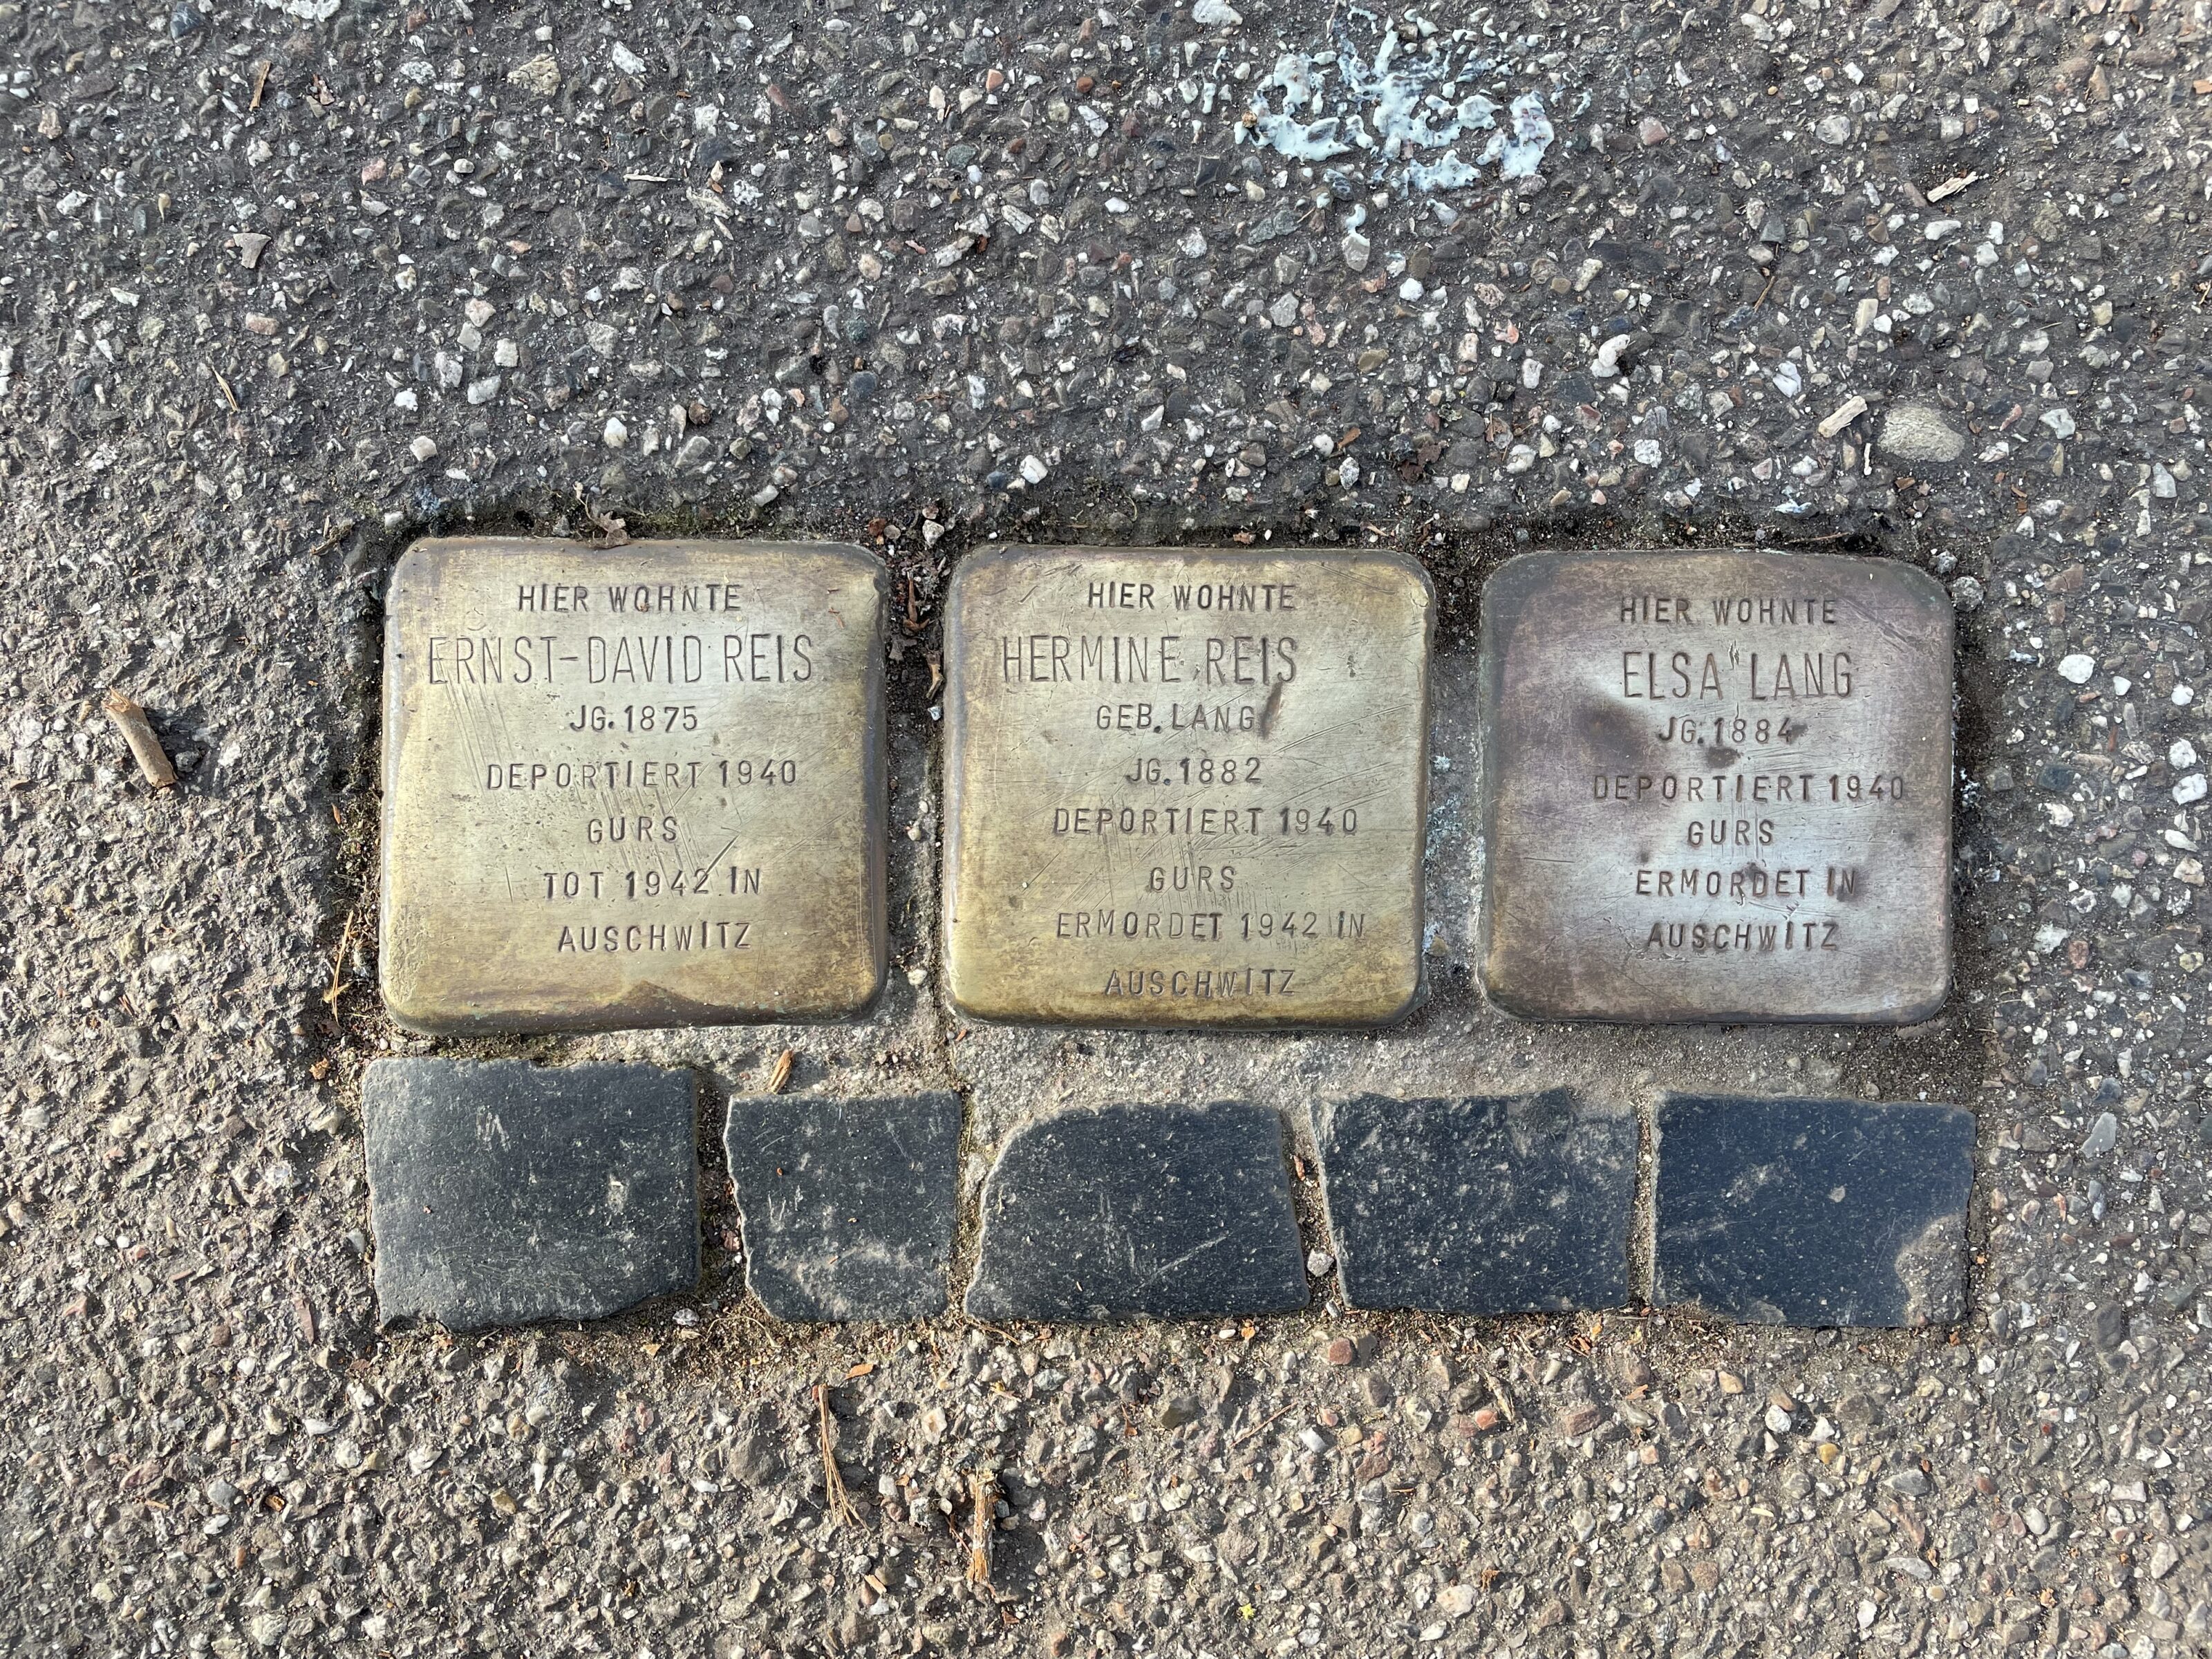 HIER WOHNTE
ERNST-DAVID REIS
JG. 1875
DEPORTIERT 1940
GURS
TOT 1942 IN
AUSCHWITZ
HIER WOHNTE
HERMINE REIS
GEB. LANG
JG. 1882
DEPORTIERT 1940
GURS
ERMORDET 1942 IN
AUSCHWITZ
HIER WOHNTE
ELSA LANG
JG. 1884
DEPORTIERT 1940
GURS
ERMORDET IN
AUSCHWITZ